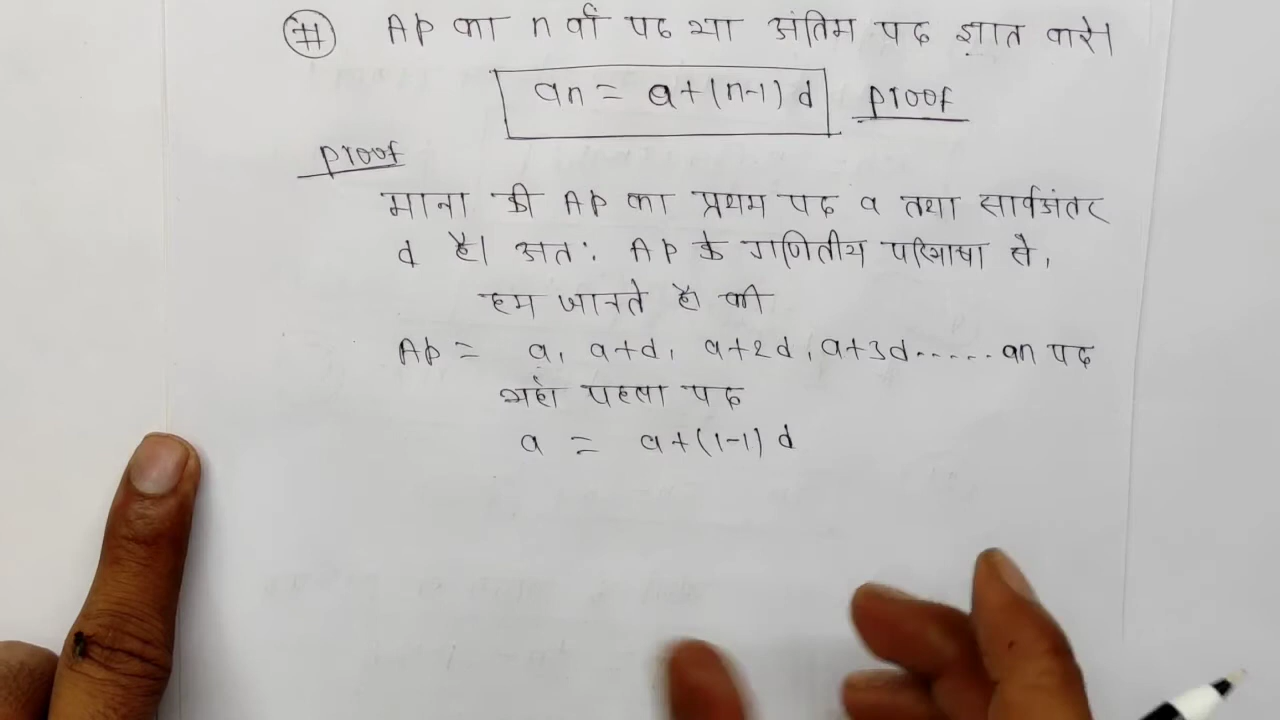 # AP का n वाँ पद या अंतिम पद ज्ञात करे।
an = a+(n-1) d proof
proof
माना की AP का प्रथम पद a तथा सार्वअंतर
d है। अत: AP के गणितीय परिभाषा से,
हम जानते है की
AP = a, a+d, a+2d, a+3d...... an पद
यहाँ पहला पद
a = a+(1-1) d